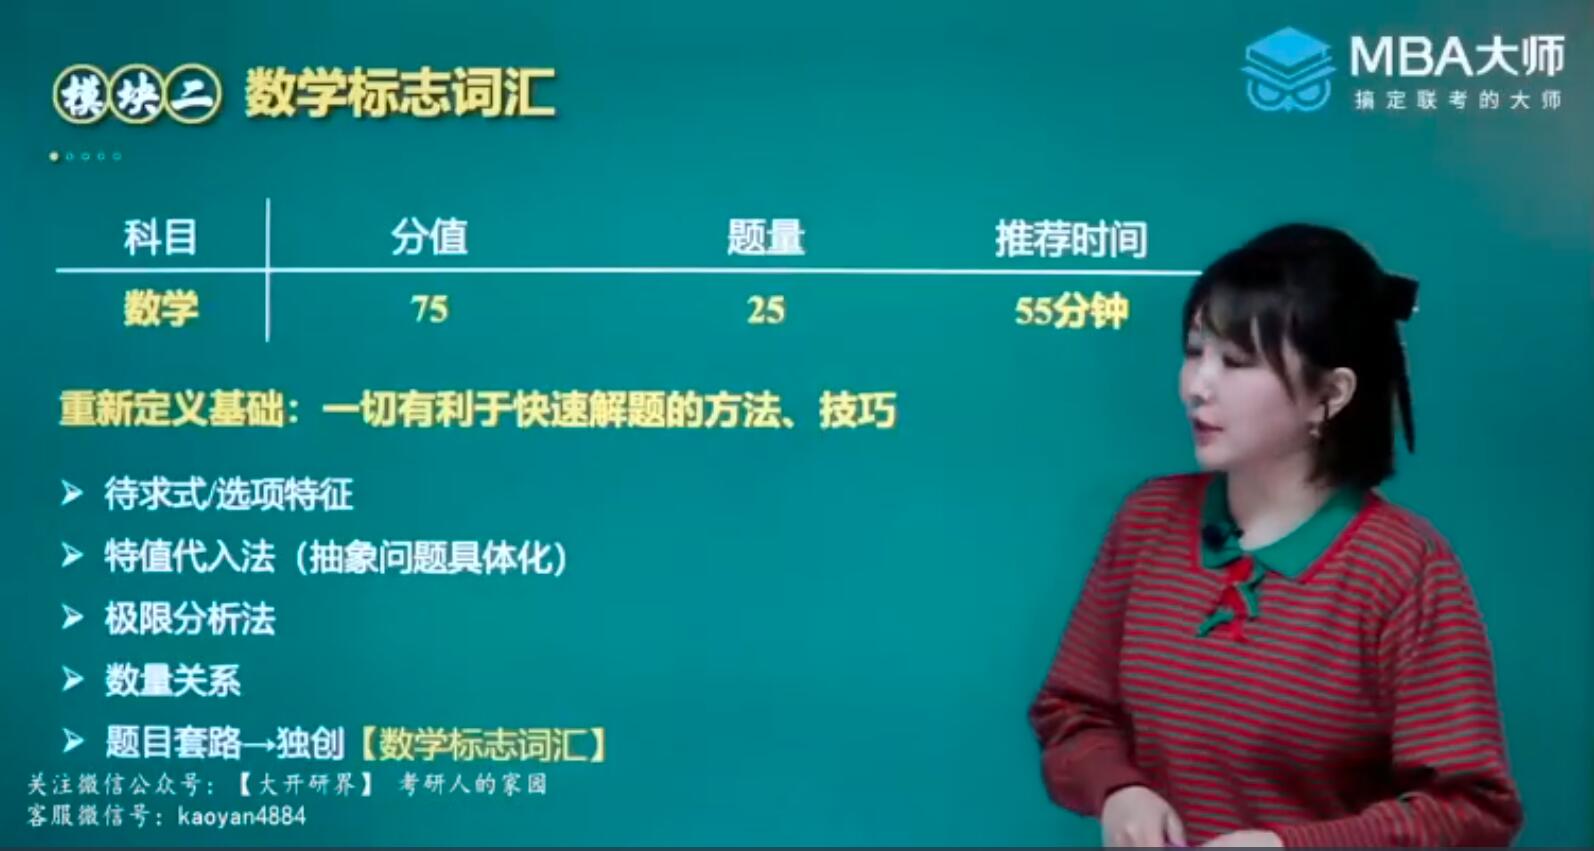 模块二 数学标志词汇
MBA大师
搞定联考的大师
科目 分值 题量 推荐时间
数学 75 25 55分钟
重新定义基础：一切有利于快速解题的方法、技巧
➢ 待求式/选项特征
➢ 特值代入法（抽象问题具体化）
➢ 极限分析法
➢ 数量关系
➢ 题目套路→独创【数学标志词汇】
关注微信公众号：【大开研界】 考研人的家园
客服微信号：kaoyan4884